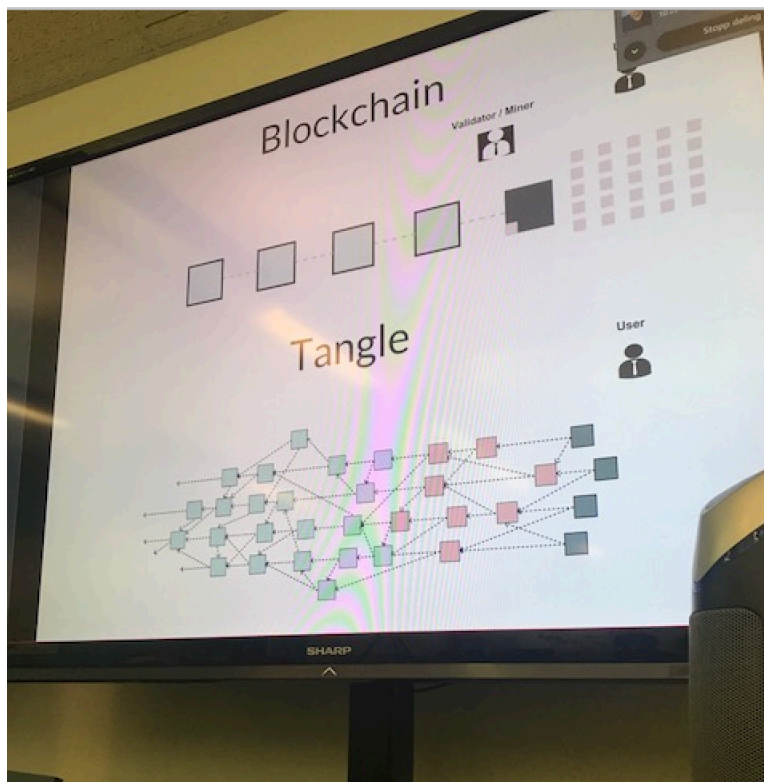 Stopp deling
Blockchain
Validator / Miner
Tangle
User
SHARP